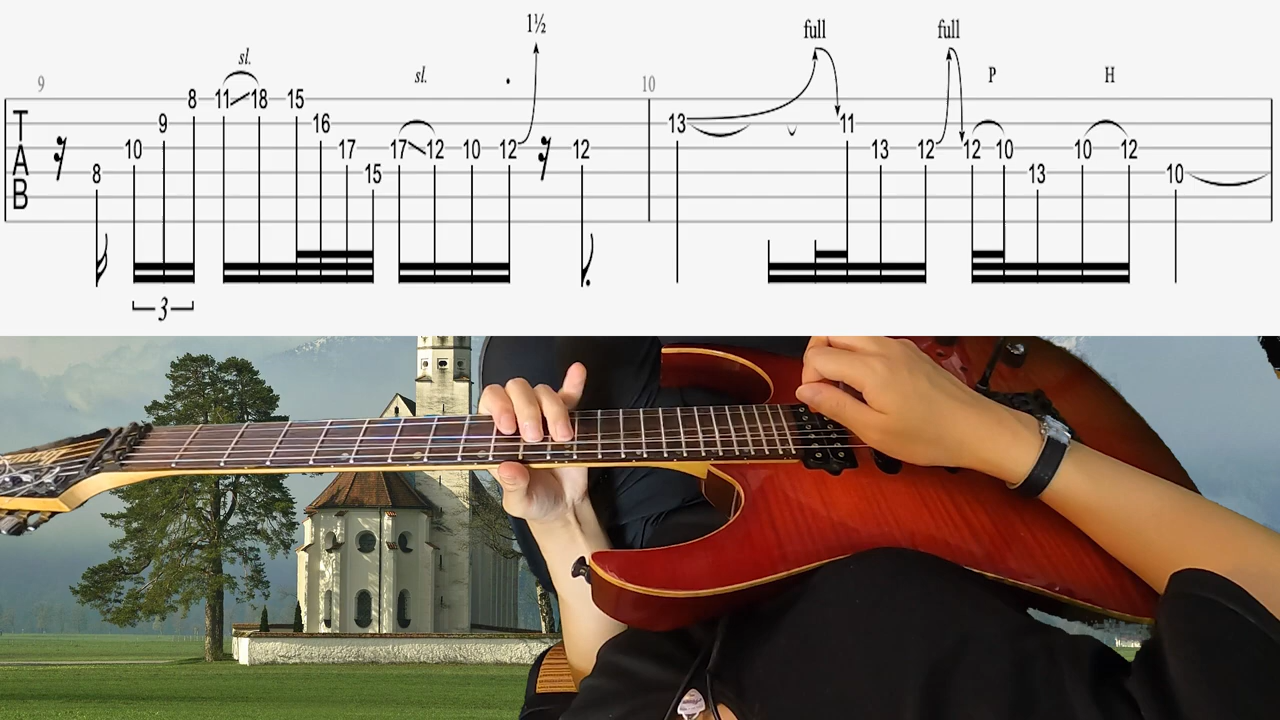 1½
full full
sl. sl. P H
9 10
T 8 11 18 15
A 9 16 13 11
B 10 17 17 12 10 12 12 13 12 12 10 10 12
8 15 13 10
3